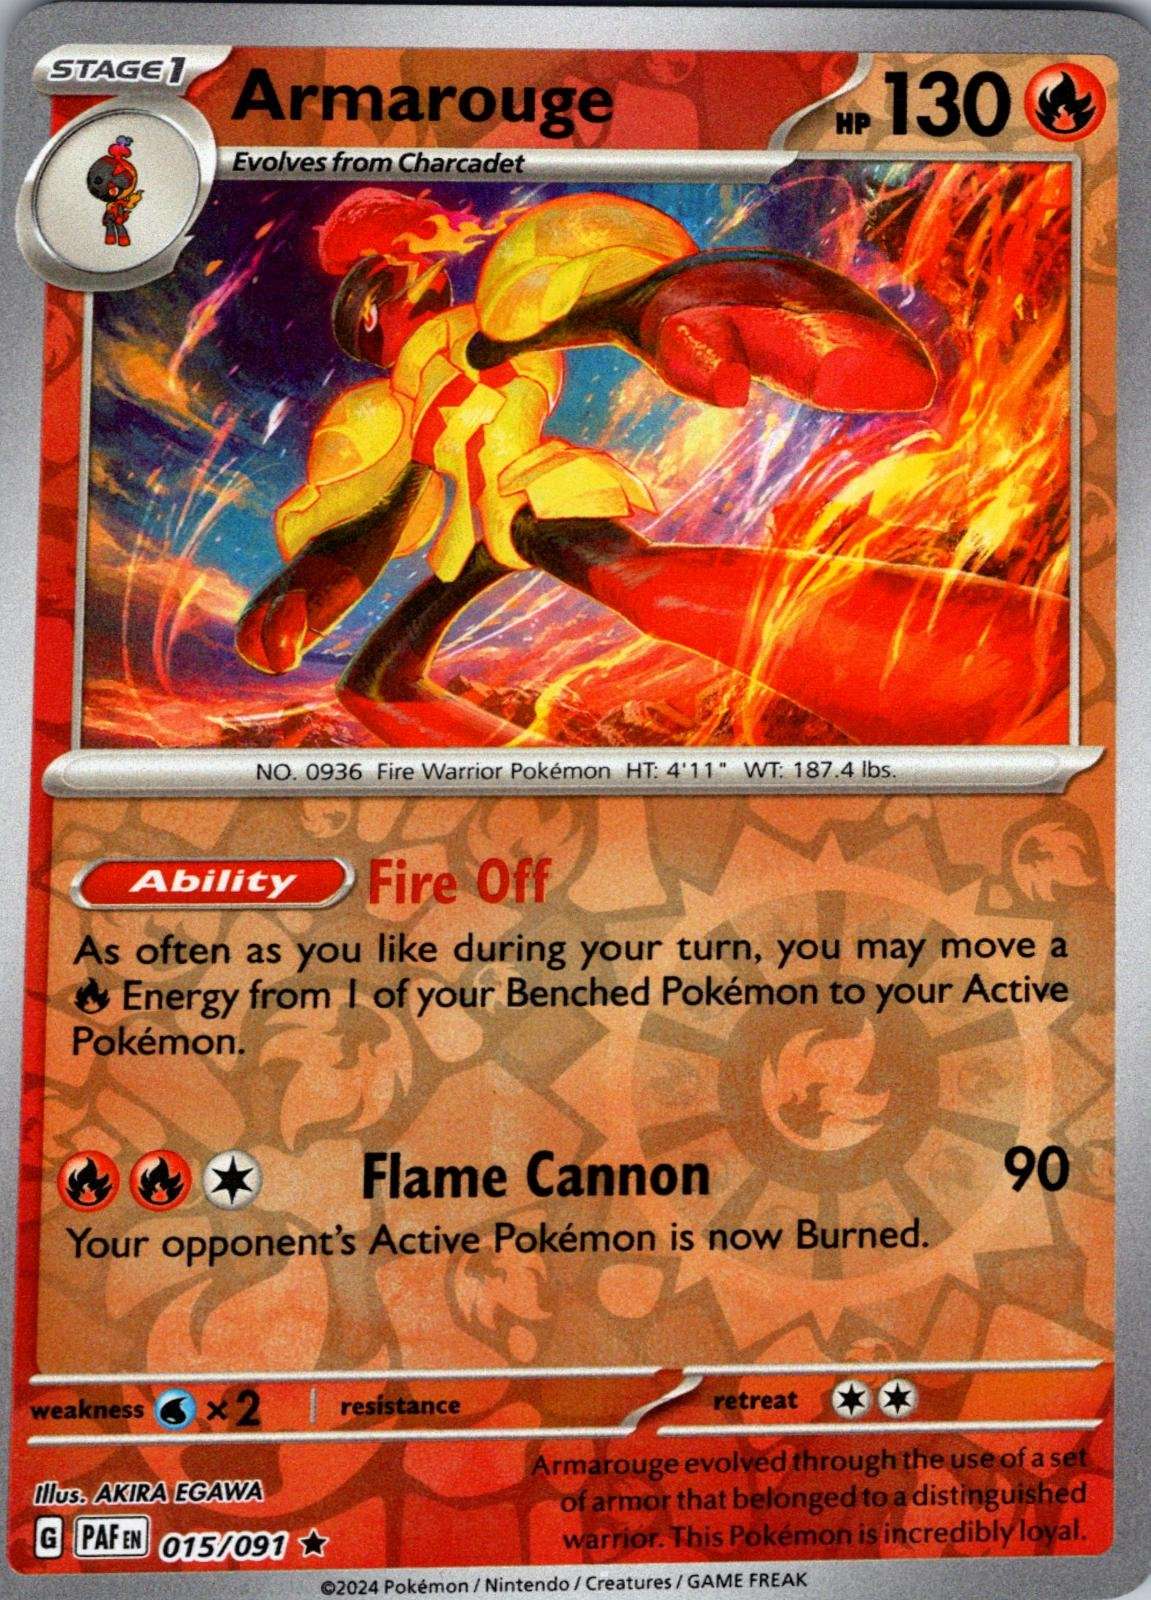 STAGE 1
Armarouge
HP 130
Evolves from Charcadet
NO. 0936 Fire Warrior Pokémon HT: 4'11" WT: 187.4 lbs.
Ability Fire Off
As often as you like during your turn, you may move a
Energy from 1 of your Benched Pokémon to your Active
Pokémon.
Flame Cannon 90
Your opponent's Active Pokémon is now Burned.
weakness ×2 resistance retreat
Illus. AKIRA EGAWA
Armarouge evolved through the use of a set
of armor that belonged to a distinguished
warrior. This Pokémon is incredibly loyal.
G PAF EN 015/091 ★
©2024 Pokémon / Nintendo / Creatures / GAME FREAK